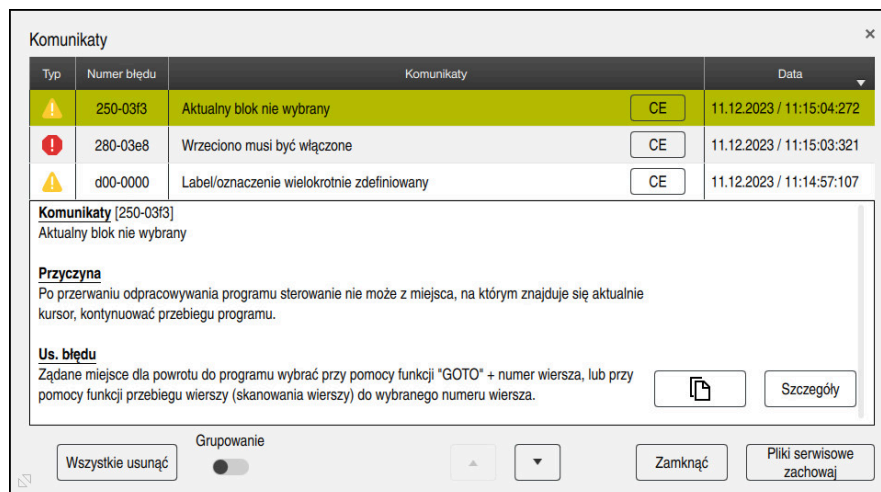 Komunikaty
Typ Numer błędu Komunikaty Data
250-03f3 Aktualny blok nie wybrany CE 11.12.2023 / 11:15:04:272
280-03e8 Wrzeciono musi być włączone CE 11.12.2023 / 11:15:03:321
d00-0000 Label/oznaczenie wielokrotnie zdefiniowany CE 11.12.2023 / 11:14:57:107
Komunikaty [250-03f3]
Aktualny blok nie wybrany
Przyczyna
Po przerwaniu odpracowywania programu sterowanie nie może z miejsca, na którym znajduje się aktualnie
kursor, kontynuować przebiegu programu.
Us. błędu
Żądane miejsce dla powrotu do programu wybrać przy pomocy funkcji "GOTO" + numer wiersza, lub przy
pomocy funkcji przebiegu wierszy (skanowania wierszy) do wybranego numeru wiersza.
Szczegóły
Wszystkie usunąć
Grupowanie
Zamknąć
Pliki serwisowe
zachowaj